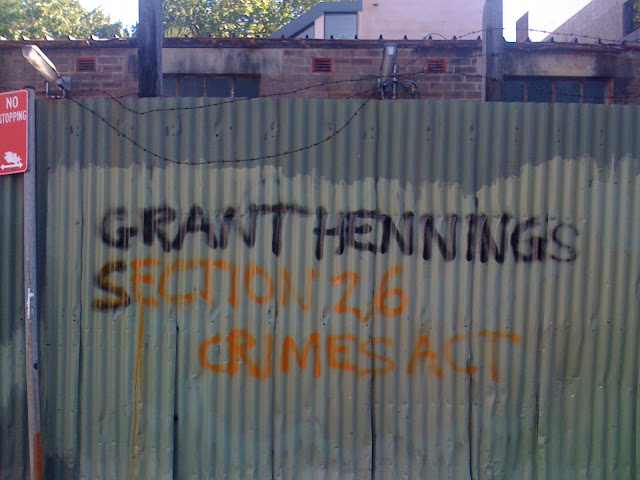 NO
STOPPING
GRANT HENNINGS
SECTION 26
CRIMES ACT